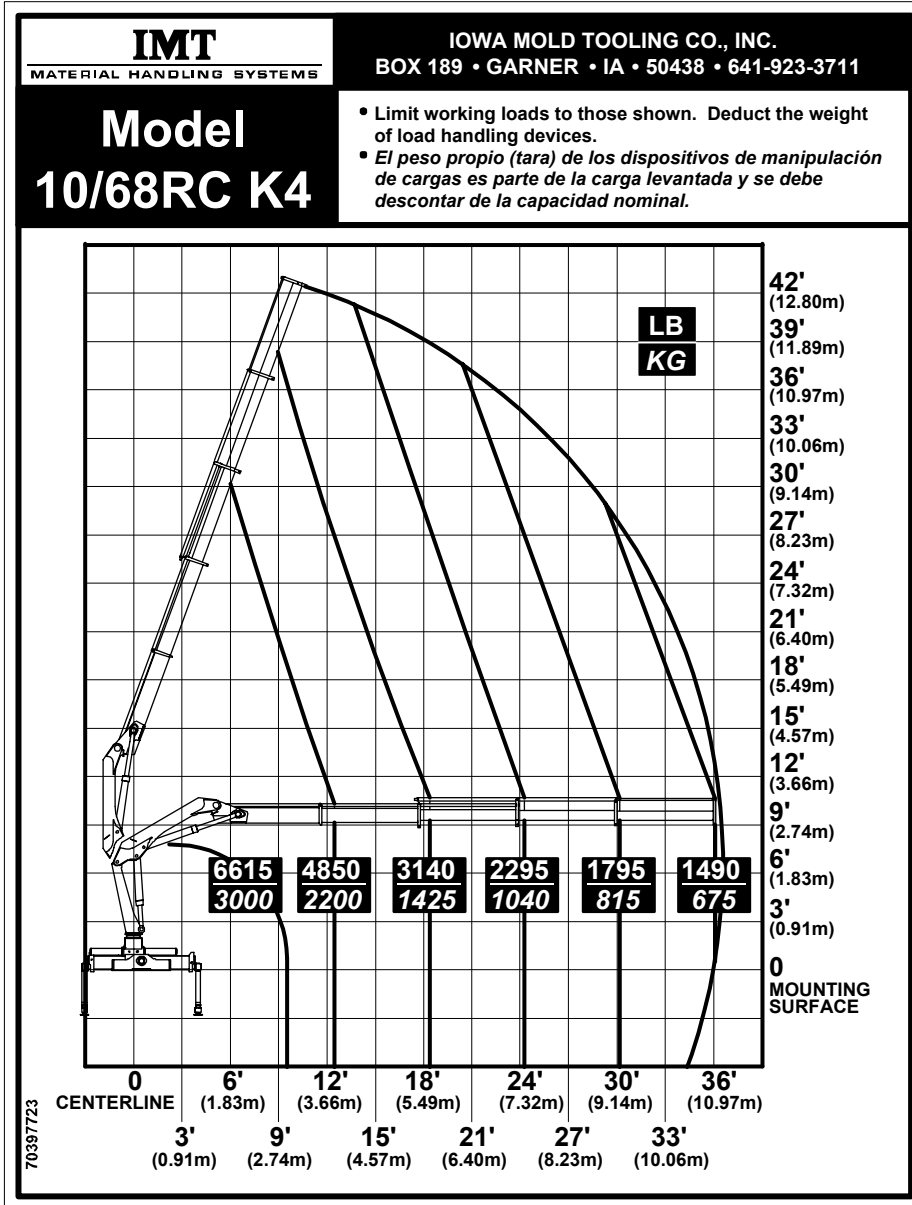 IMT
MATERIAL HANDLING SYSTEMS
IOWA MOLD TOOLING CO., INC.
BOX 189 • GARNER • IA • 50438 • 641-923-3711
Model
10/68RC K4
• Limit working loads to those shown. Deduct the weight
of load handling devices.
• El peso propio (tara) de los dispositivos de manipulación
de cargas es parte de la carga levantada y se debe
descontar de la capacidad nominal.
LB
KG
42'
(12.80m)
39'
(11.89m)
36'
(10.97m)
33'
(10.06m)
30'
(9.14m)
27'
(8.23m)
24'
(7.32m)
21'
(6.40m)
18'
(5.49m)
15'
(4.57m)
12'
(3.66m)
9'
(2.74m)
6'
(1.83m)
3'
(0.91m)
0
MOUNTING
SURFACE
6615 4850 3140 2295 1795 1490
3000 2200 1425 1040 815 675
0 6' 12' 18' 24' 30' 36'
CENTERLINE (1.83m) (3.66m) (5.49m) (7.32m) (9.14m) (10.97m)
3' 9' 15' 21' 27' 33'
(0.91m) (2.74m) (4.57m) (6.40m) (8.23m) (10.06m)
70397723